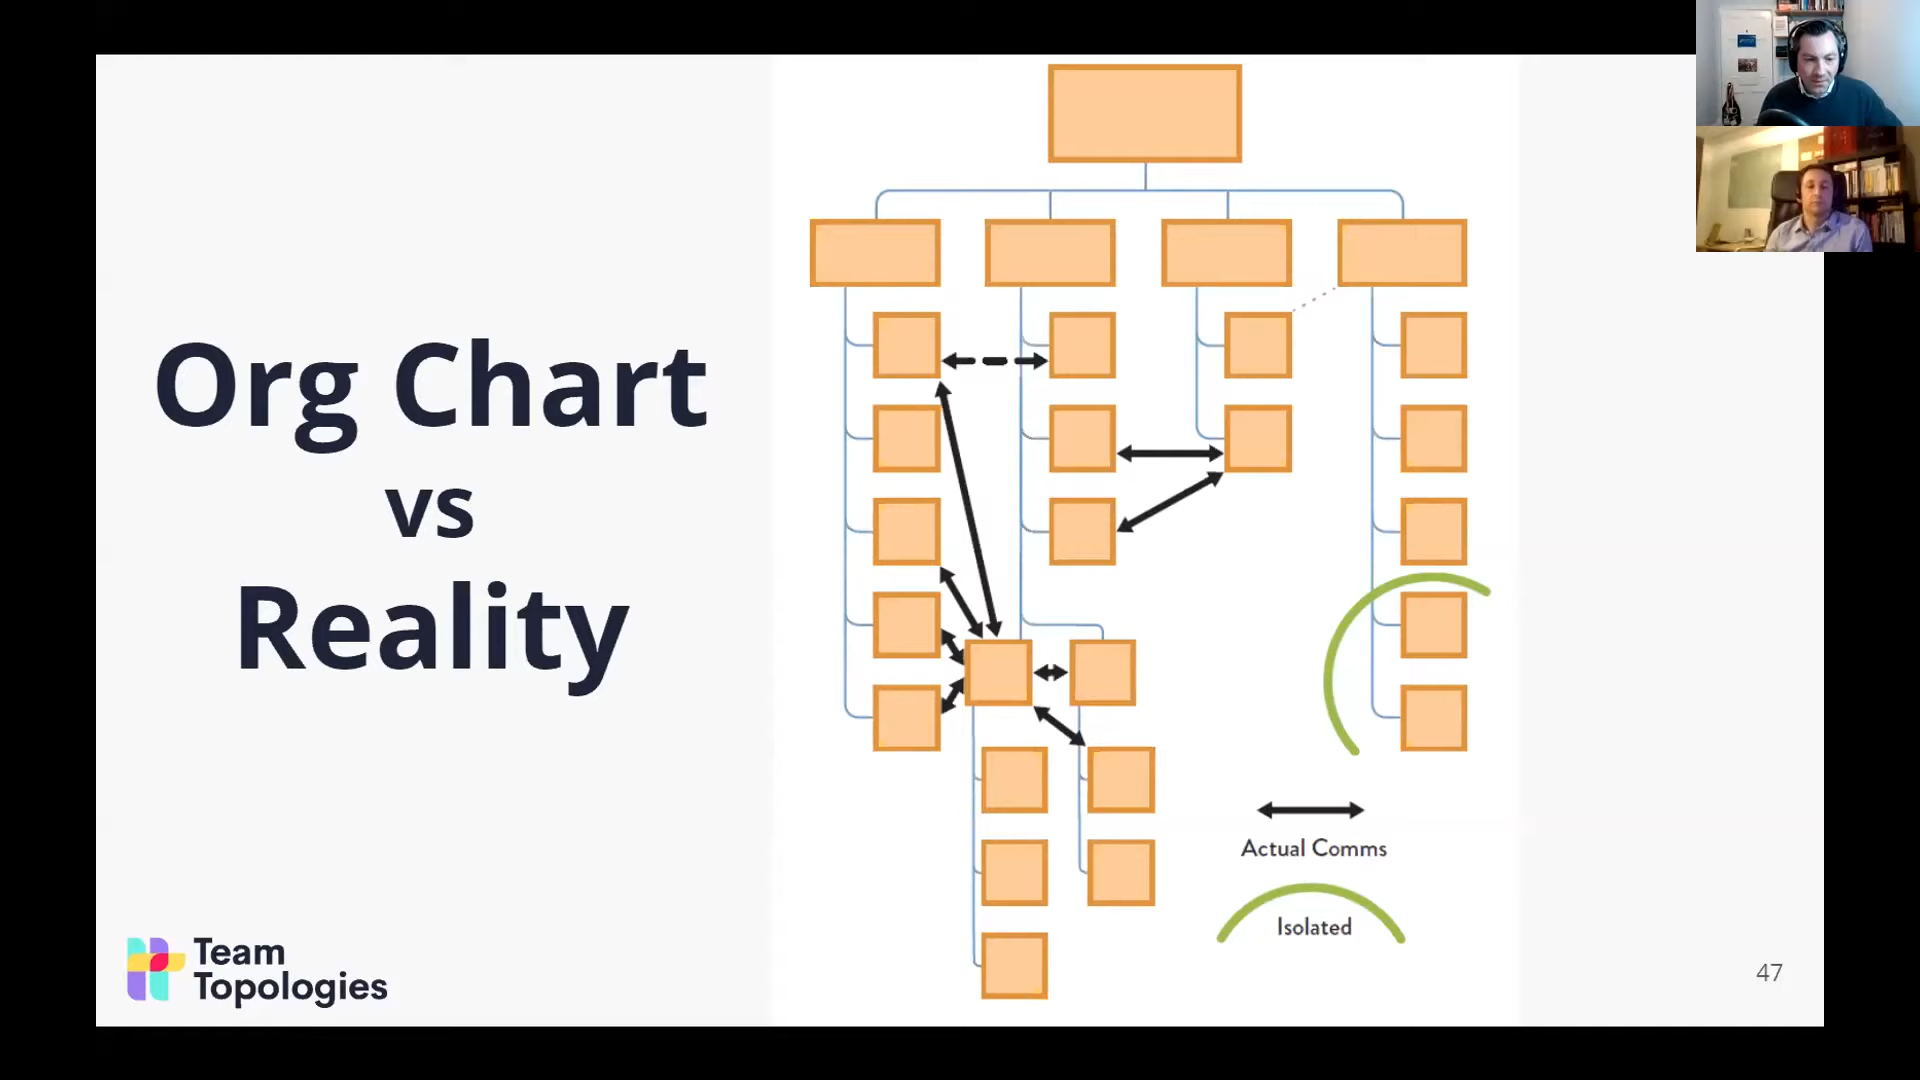 Org Chart
vs
Reality
Actual Comms
Isolated
Team
Topologies
47